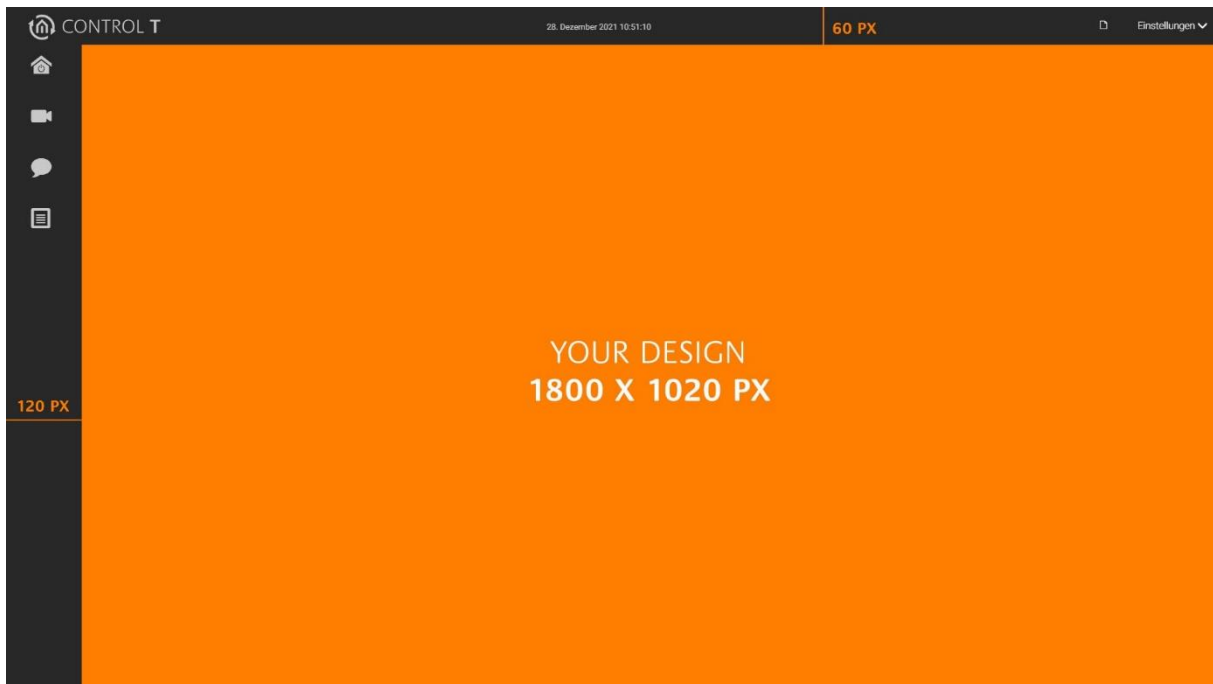 CONTROL T
28. Dezember 2021 10:51:10
60 PX
Einstellungen
YOUR DESIGN
1800 X 1020 PX
120 PX